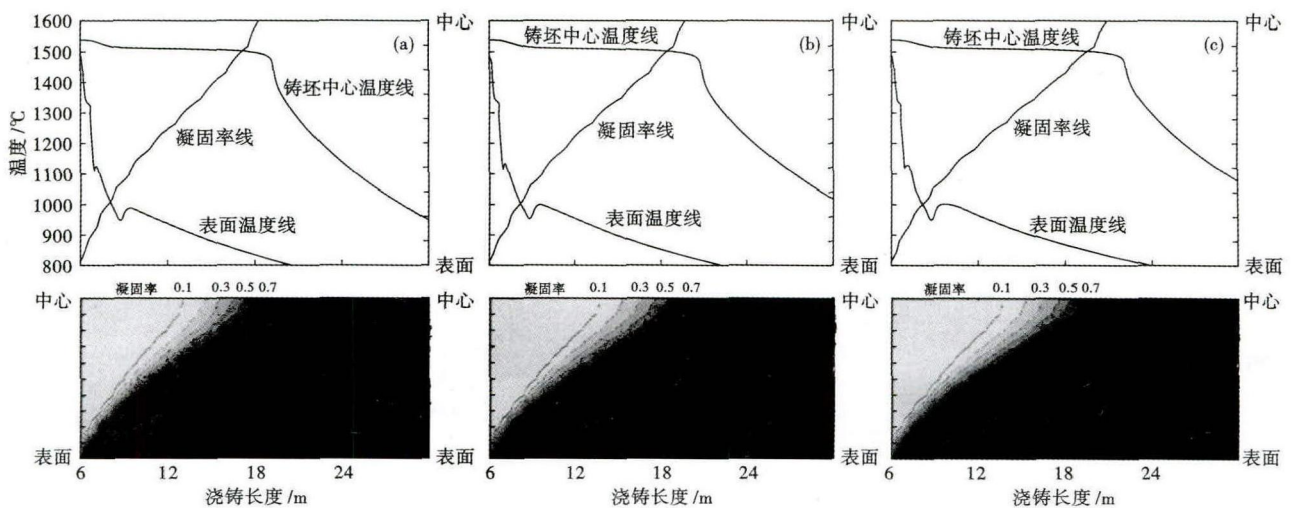 1600
1500
1400
1300
1200
1100
1000
900
800
温度 /℃
(a)
铸坯中心温度线
凝固率线
表面温度线
中心
表面
(b)
铸坯中心温度线
凝固率线
表面温度线
中心
表面
(c)
铸坯中心温度线
凝固率线
表面温度线
中心
表面
凝固率 0.1 0.3 0.5 0.7
中心
表面
6 12 18 24
浇铸长度 /m
凝固率 0.1 0.3 0.5 0.7
中心
表面
6 12 18 24
浇铸长度 /m
凝固率 0.1 0.3 0.5 0.7
中心
表面
6 12 18 24
浇铸长度 /m
中心
表面